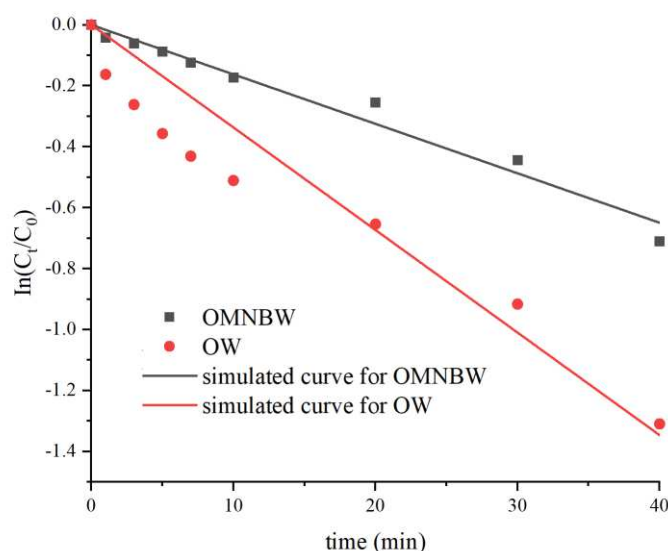 0.0
-0.2
-0.4
-0.6
-0.8
-1.0
-1.2
-1.4
In(Ct/C0)
OMNBW
OW
simulated curve for OMNBW
simulated curve for OW
0
10
20
30
40
time (min)